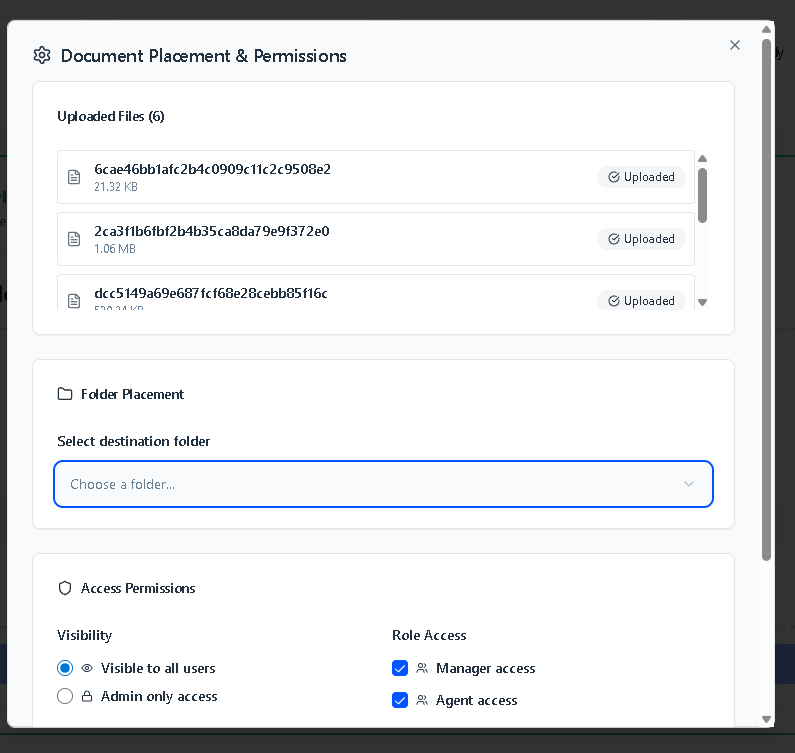 Document Placement & Permissions
Uploaded Files (6)
6cae46bb1afc2b4c0909c11c2c9508e2
21.32 KB
Uploaded
2ca3f1b6fbf2b4b35ca8da79e9f372e0
1.06 MB
Uploaded
dcc5149a69e687fcf68e28cebb85f16c
Uploaded
Folder Placement
Select destination folder
Choose a folder...
Access Permissions
Visibility
Role Access
Visible to all users
Manager access
Admin only access
Agent access